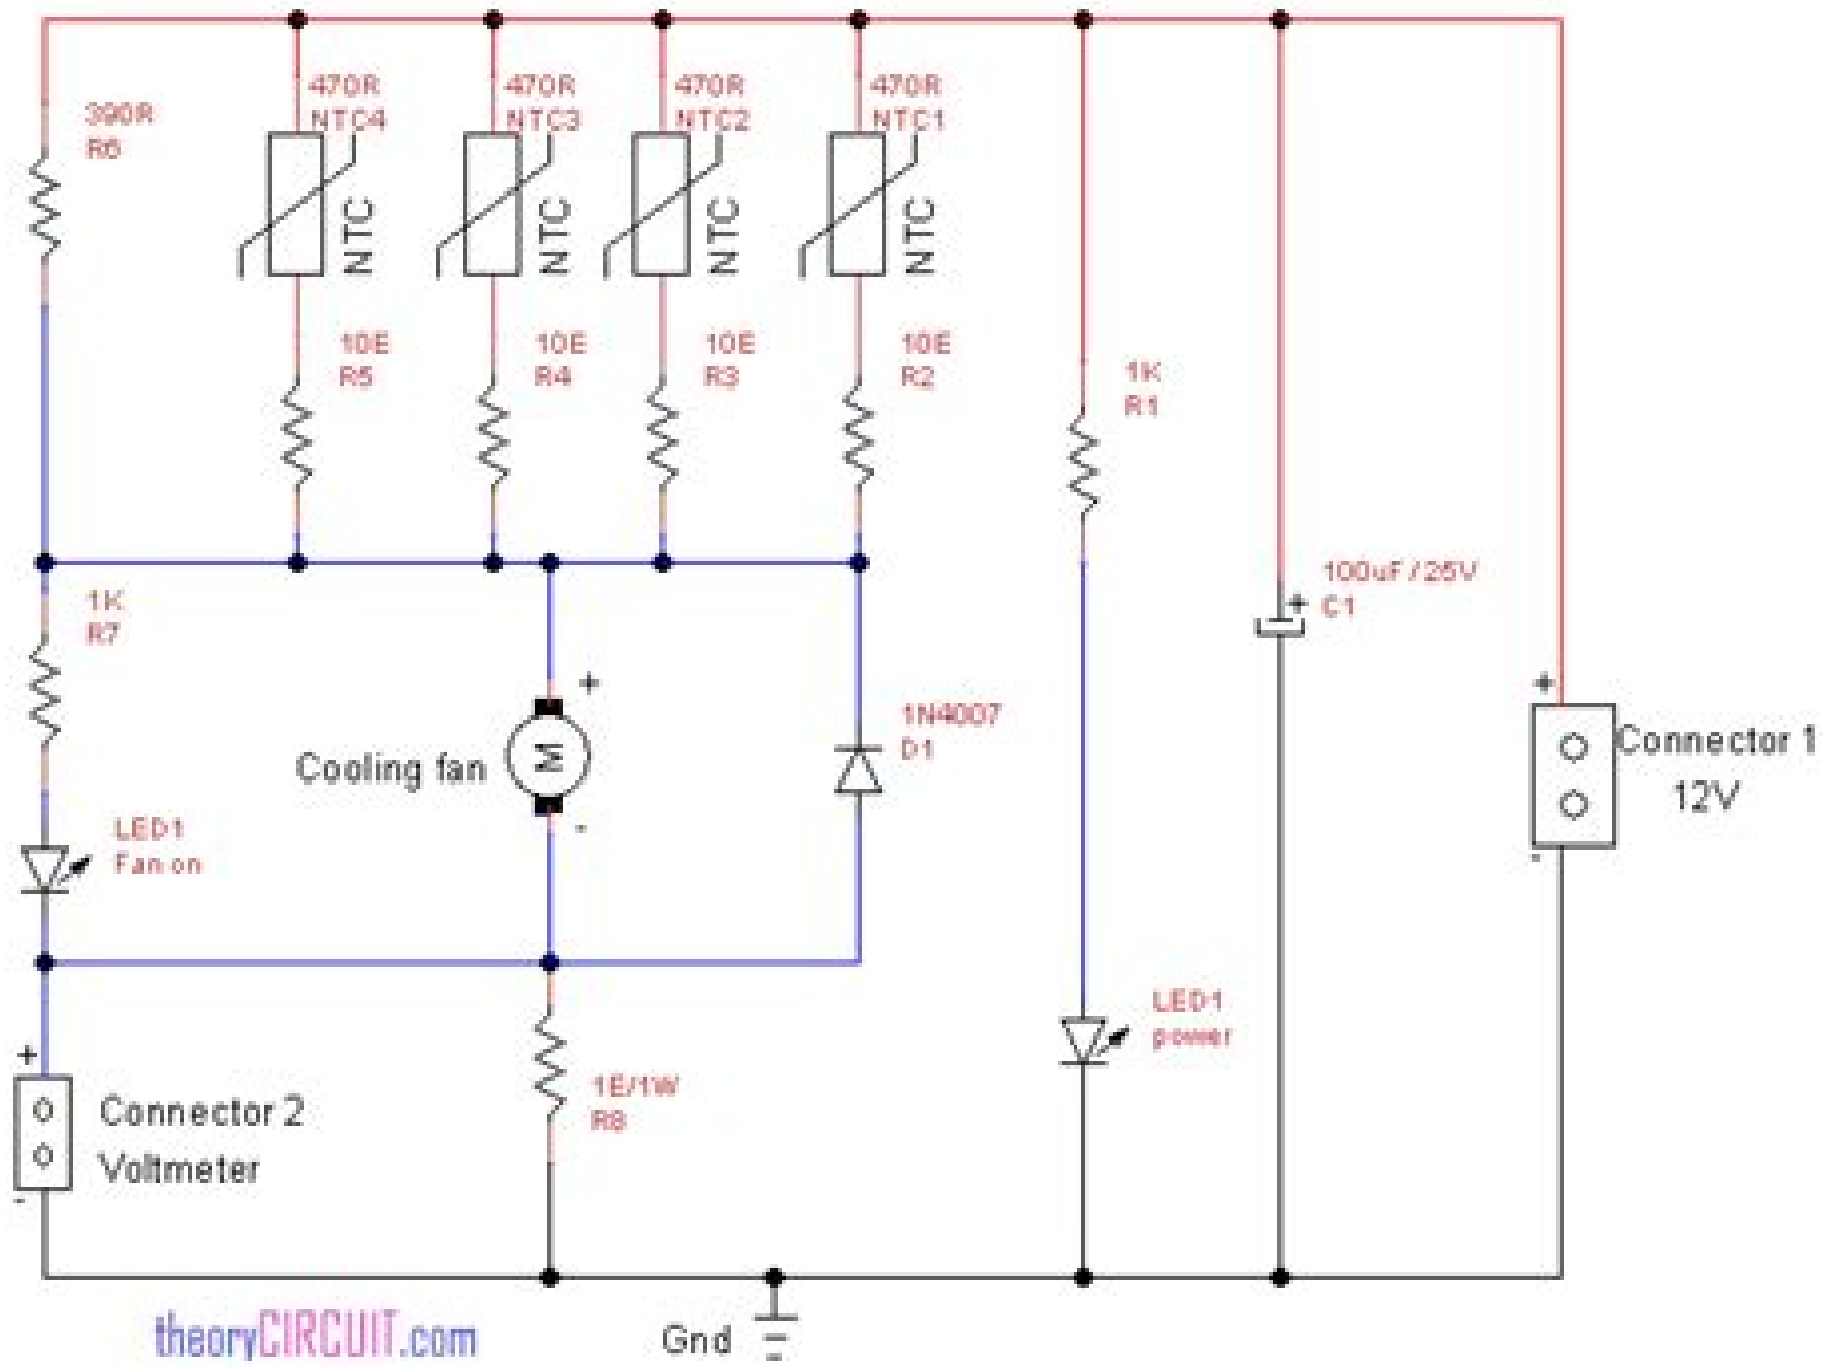 390R
R6
470R
NTC4
NTC
470R
NTC3
NTC
470R
NTC2
NTC
470R
NTC1
NTC
10E
R5
10E
R4
10E
R3
10E
R2
1K
R1
100uF/25V
+
C1
1K
R7
+
Cooling fan
M
-
1N4007
D1
+
Connector 1
12V
-
LED1
Fan on
LED1
power
+
Connector 2
Voltmeter
-
1E/1W
R8
theoryCIRCUIT.com
Gnd